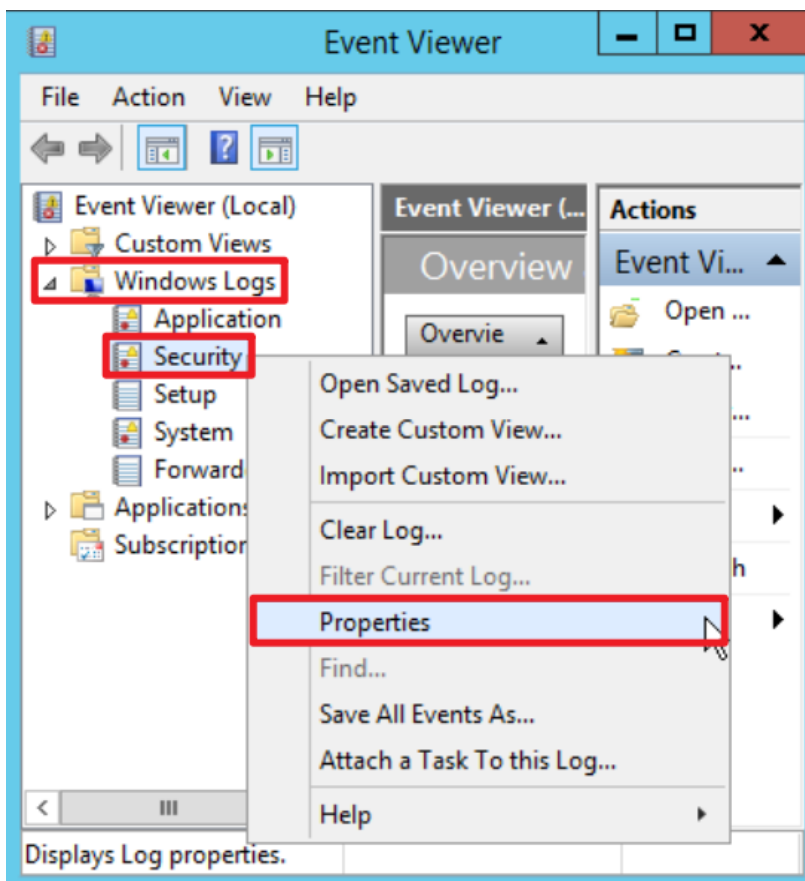 Event Viewer
File Action View Help
Event Viewer (Local)
Custom Views
Windows Logs
Application
Security
Setup
System
Forward
Applications
Subscription
Event Viewer (...
Overview
Overvie
Actions
Event Vi...
Open ...
Open Saved Log...
Create Custom View...
Import Custom View...
Clear Log...
Filter Current Log...
Properties
Find...
Save All Events As...
Attach a Task To this Log...
Help
Displays Log properties.